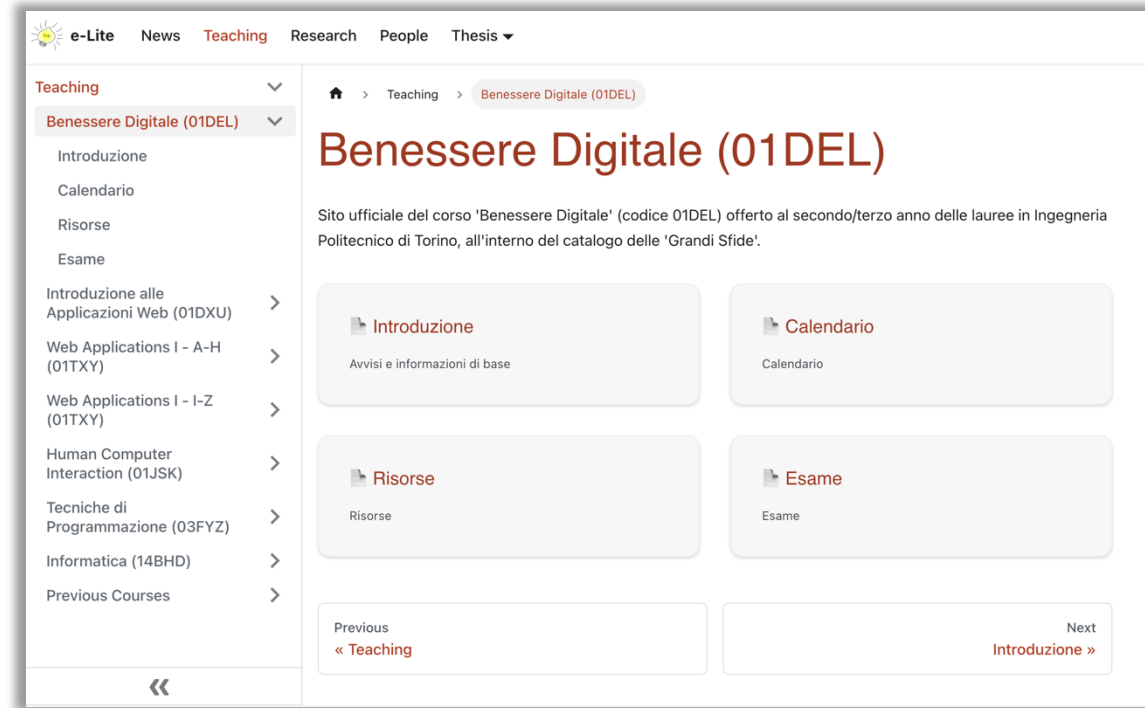 e-Lite News Teaching Research People Thesis
Teaching
Benessere Digitale (01DEL)
Introduzione
Calendario
Risorse
Esame
Introduzione alle
Applicazioni Web (01DXU)
Web Applications I - A-H
(01TXY)
Web Applications I - I-Z
(01TXY)
Human Computer
Interaction (01JSK)
Tecniche di
Programmazione (03FYZ)
Informatica (14BHD)
Previous Courses
«
> Teaching > Benessere Digitale (01DEL)
Benessere Digitale (01DEL)
Sito ufficiale del corso 'Benessere Digitale' (codice 01DEL) offerto al secondo/terzo anno delle lauree in Ingegneria
Politecnico di Torino, all'interno del catalogo delle 'Grandi Sfide'.
Introduzione
Avvisi e informazioni di base
Calendario
Calendario
Risorse
Risorse
Esame
Esame
Previous
« Teaching
Next
Introduzione »